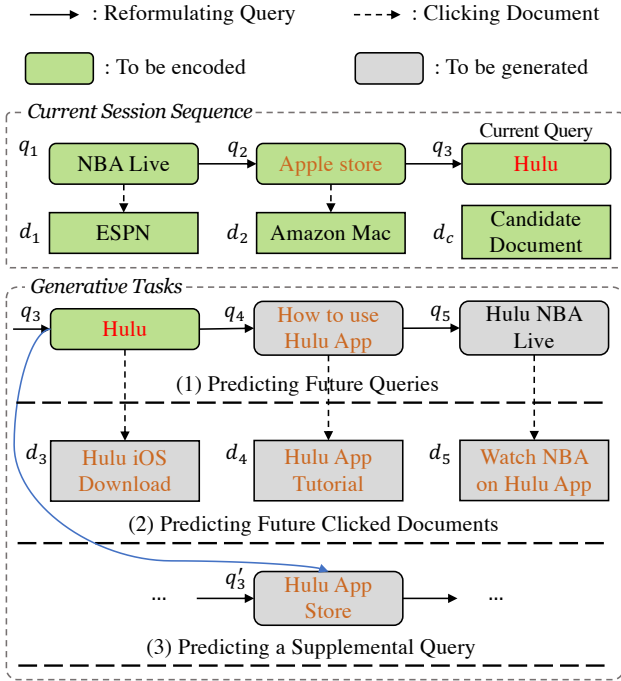 : Reformulating Query
: Clicking Document
: To be encoded
: To be generated
Current Session Sequence
Current Query
q₁
NBA Live
q₂
Apple store
q₃
Hulu
d₁
ESPN
d₂
Amazon Mac
d_c
Candidate
Document
Generative Tasks
q₃
Hulu
q₄
How to use
Hulu App
q₅
Hulu NBA
Live
(1) Predicting Future Queries
d₃
Hulu iOS
Download
d₄
Hulu App
Tutorial
d₅
Watch NBA
on Hulu App
(2) Predicting Future Clicked Documents
...
q₃′
Hulu App
Store
...
(3) Predicting a Supplemental Query